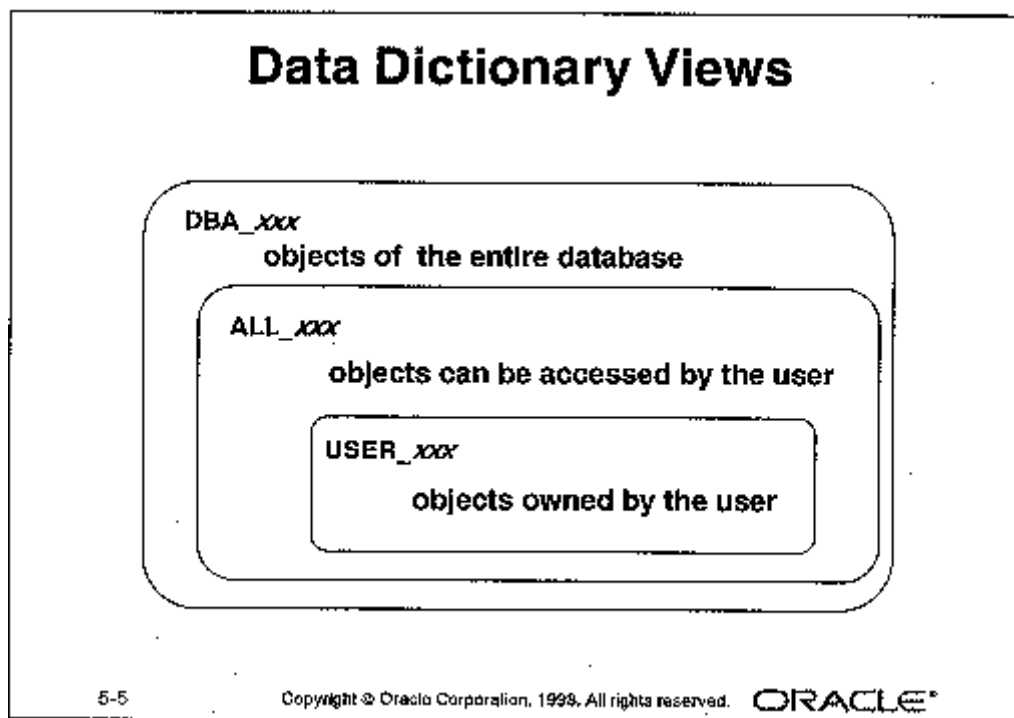 Data Dictionary Views
DBA_xxx
objects of the entire database
ALL_xxx
objects can be accessed by the user
USER_xxx
objects owned by the user
5-5
Copyright © Oracle Corporation, All rights reserved.
ORACLE®